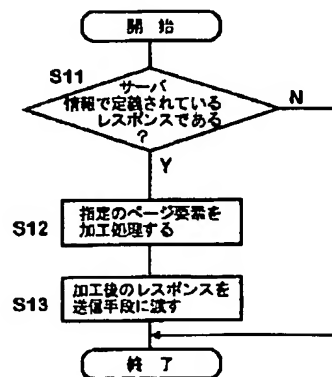 開 始
S11
サーバ
情報で定義されている
レスポンスである
?
N
Y
S12
指定のページ要素を
加工処理する
S13
加工後のレスポンスを
送信手段に渡す
終 了